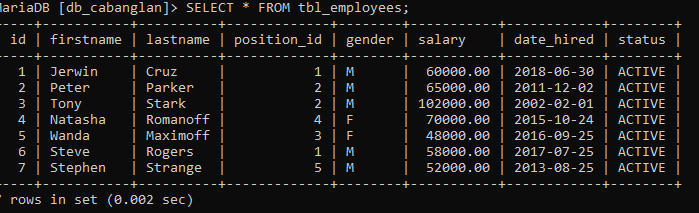 MariaDB [db_cabanglan]> SELECT * FROM tbl_employees;
----+-----------+----------+-------------+--------+-----------+------------+--------+
id | firstname | lastname | position_id | gender | salary | date_hired | status |
----+-----------+----------+-------------+--------+-----------+------------+--------+
1 | Jerwin | Cruz | 1 | M | 60000.00 | 2018-06-30 | ACTIVE |
2 | Peter | Parker | 2 | M | 65000.00 | 2011-12-02 | ACTIVE |
3 | Tony | Stark | 2 | M | 102000.00 | 2002-02-01 | ACTIVE |
4 | Natasha | Romanoff | 4 | F | 70000.00 | 2015-10-24 | ACTIVE |
5 | Wanda | Maximoff | 3 | F | 48000.00 | 2016-09-25 | ACTIVE |
6 | Steve | Rogers | 1 | M | 58000.00 | 2017-07-25 | ACTIVE |
7 | Stephen | Strange | 5 | M | 52000.00 | 2013-08-25 | ACTIVE |
----+-----------+----------+-------------+--------+-----------+------------+--------+
7 rows in set (0.002 sec)